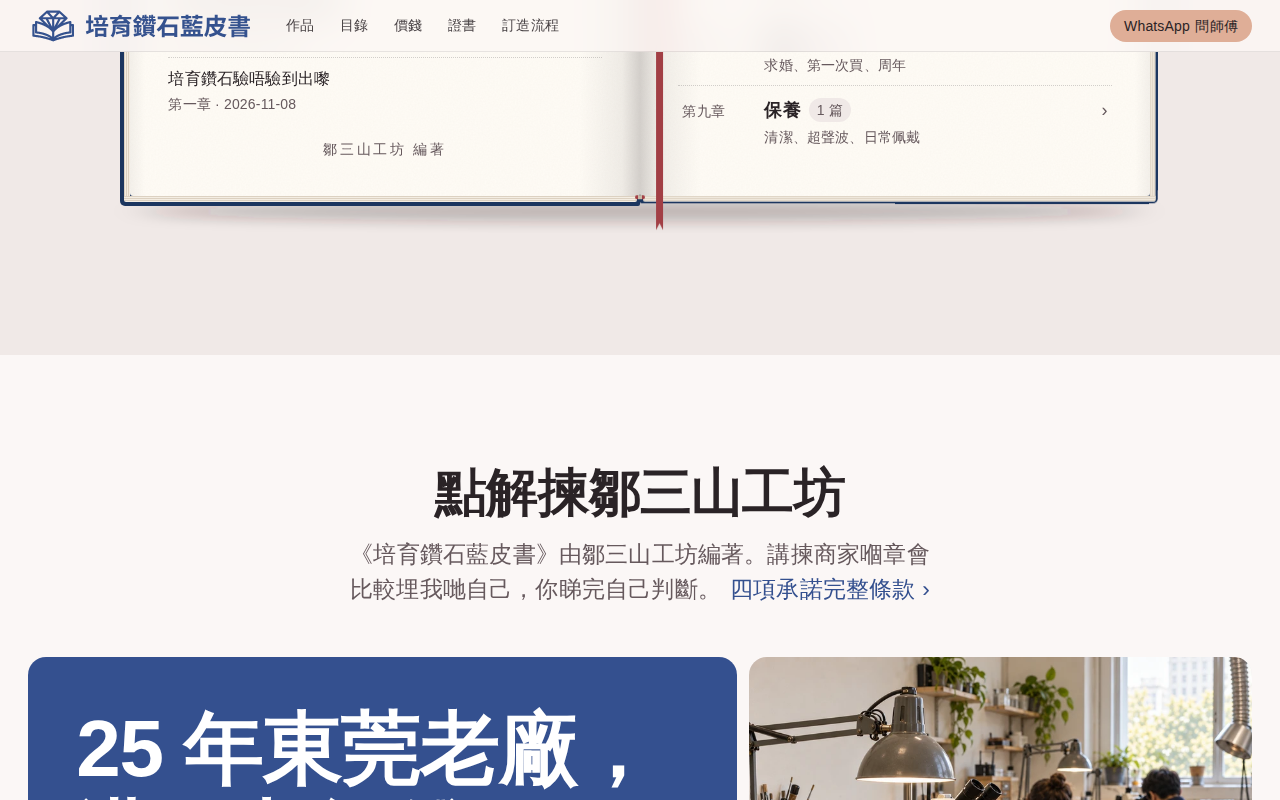 培育鑽石藍皮書
作品
目錄
價錢
證書
訂造流程
WhatsApp 問師傅
培育鑽石驗唔驗到出嚟
第一章 · 2026-11-08
鄒三山工坊 編著
求婚、第一次買、周年
第九章
保養
1 篇
›
清潔、超聲波、日常佩戴
點解揀鄒三山工坊
《培育鑽石藍皮書》由鄒三山工坊編著。講揀商家嗰章會
比較埋我哋自己，你睇完自己判斷。 四項承諾完整條款 ›
25 年東莞老廠，